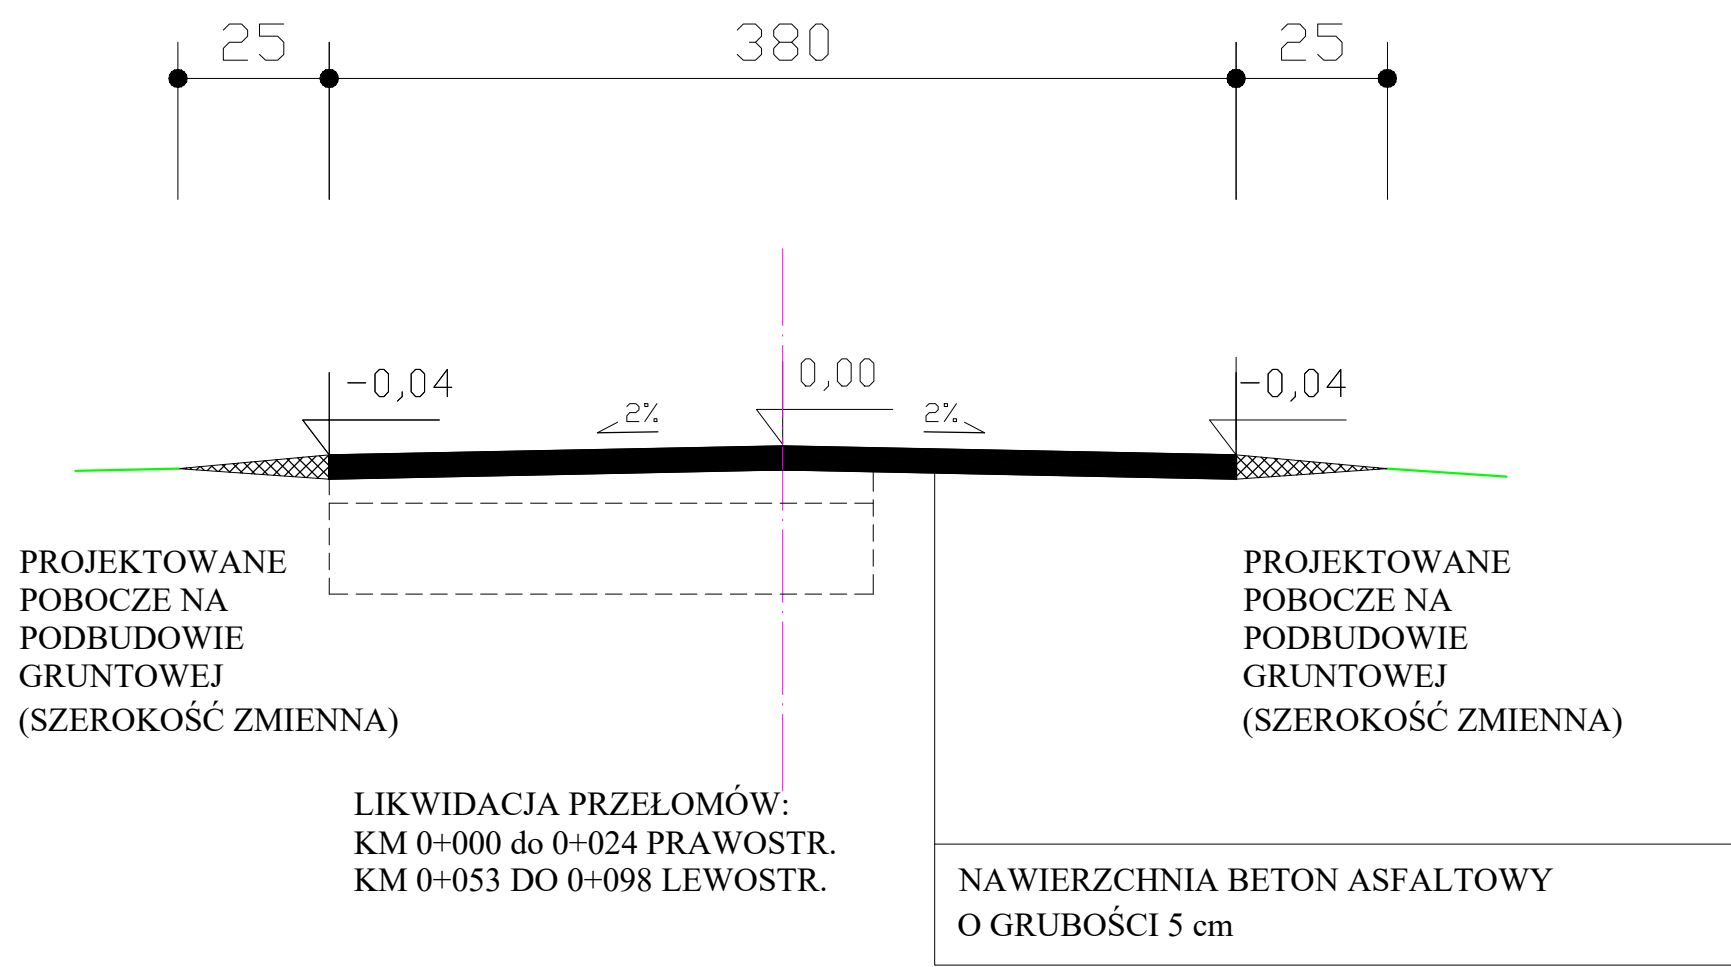 25
380
25
-0,04
0,00
-0,04
2%
2%
PROJEKTOWANE
POBOCZE NA
PODBUDOWIE
GRUNTOWEJ
(SZEROKOŚĆ ZMIENNA)
PROJEKTOWANE
POBOCZE NA
PODBUDOWIE
GRUNTOWEJ
(SZEROKOŚĆ ZMIENNA)
LIKWIDACJA PRZEŁOMÓW:
KM 0+000 do 0+024 PRAWOSTR.
KM 0+053 DO 0+098 LEWOSTR.
NAWIERZCHNIA BETON ASFALTOWY
O GRUBOŚCI 5 cm